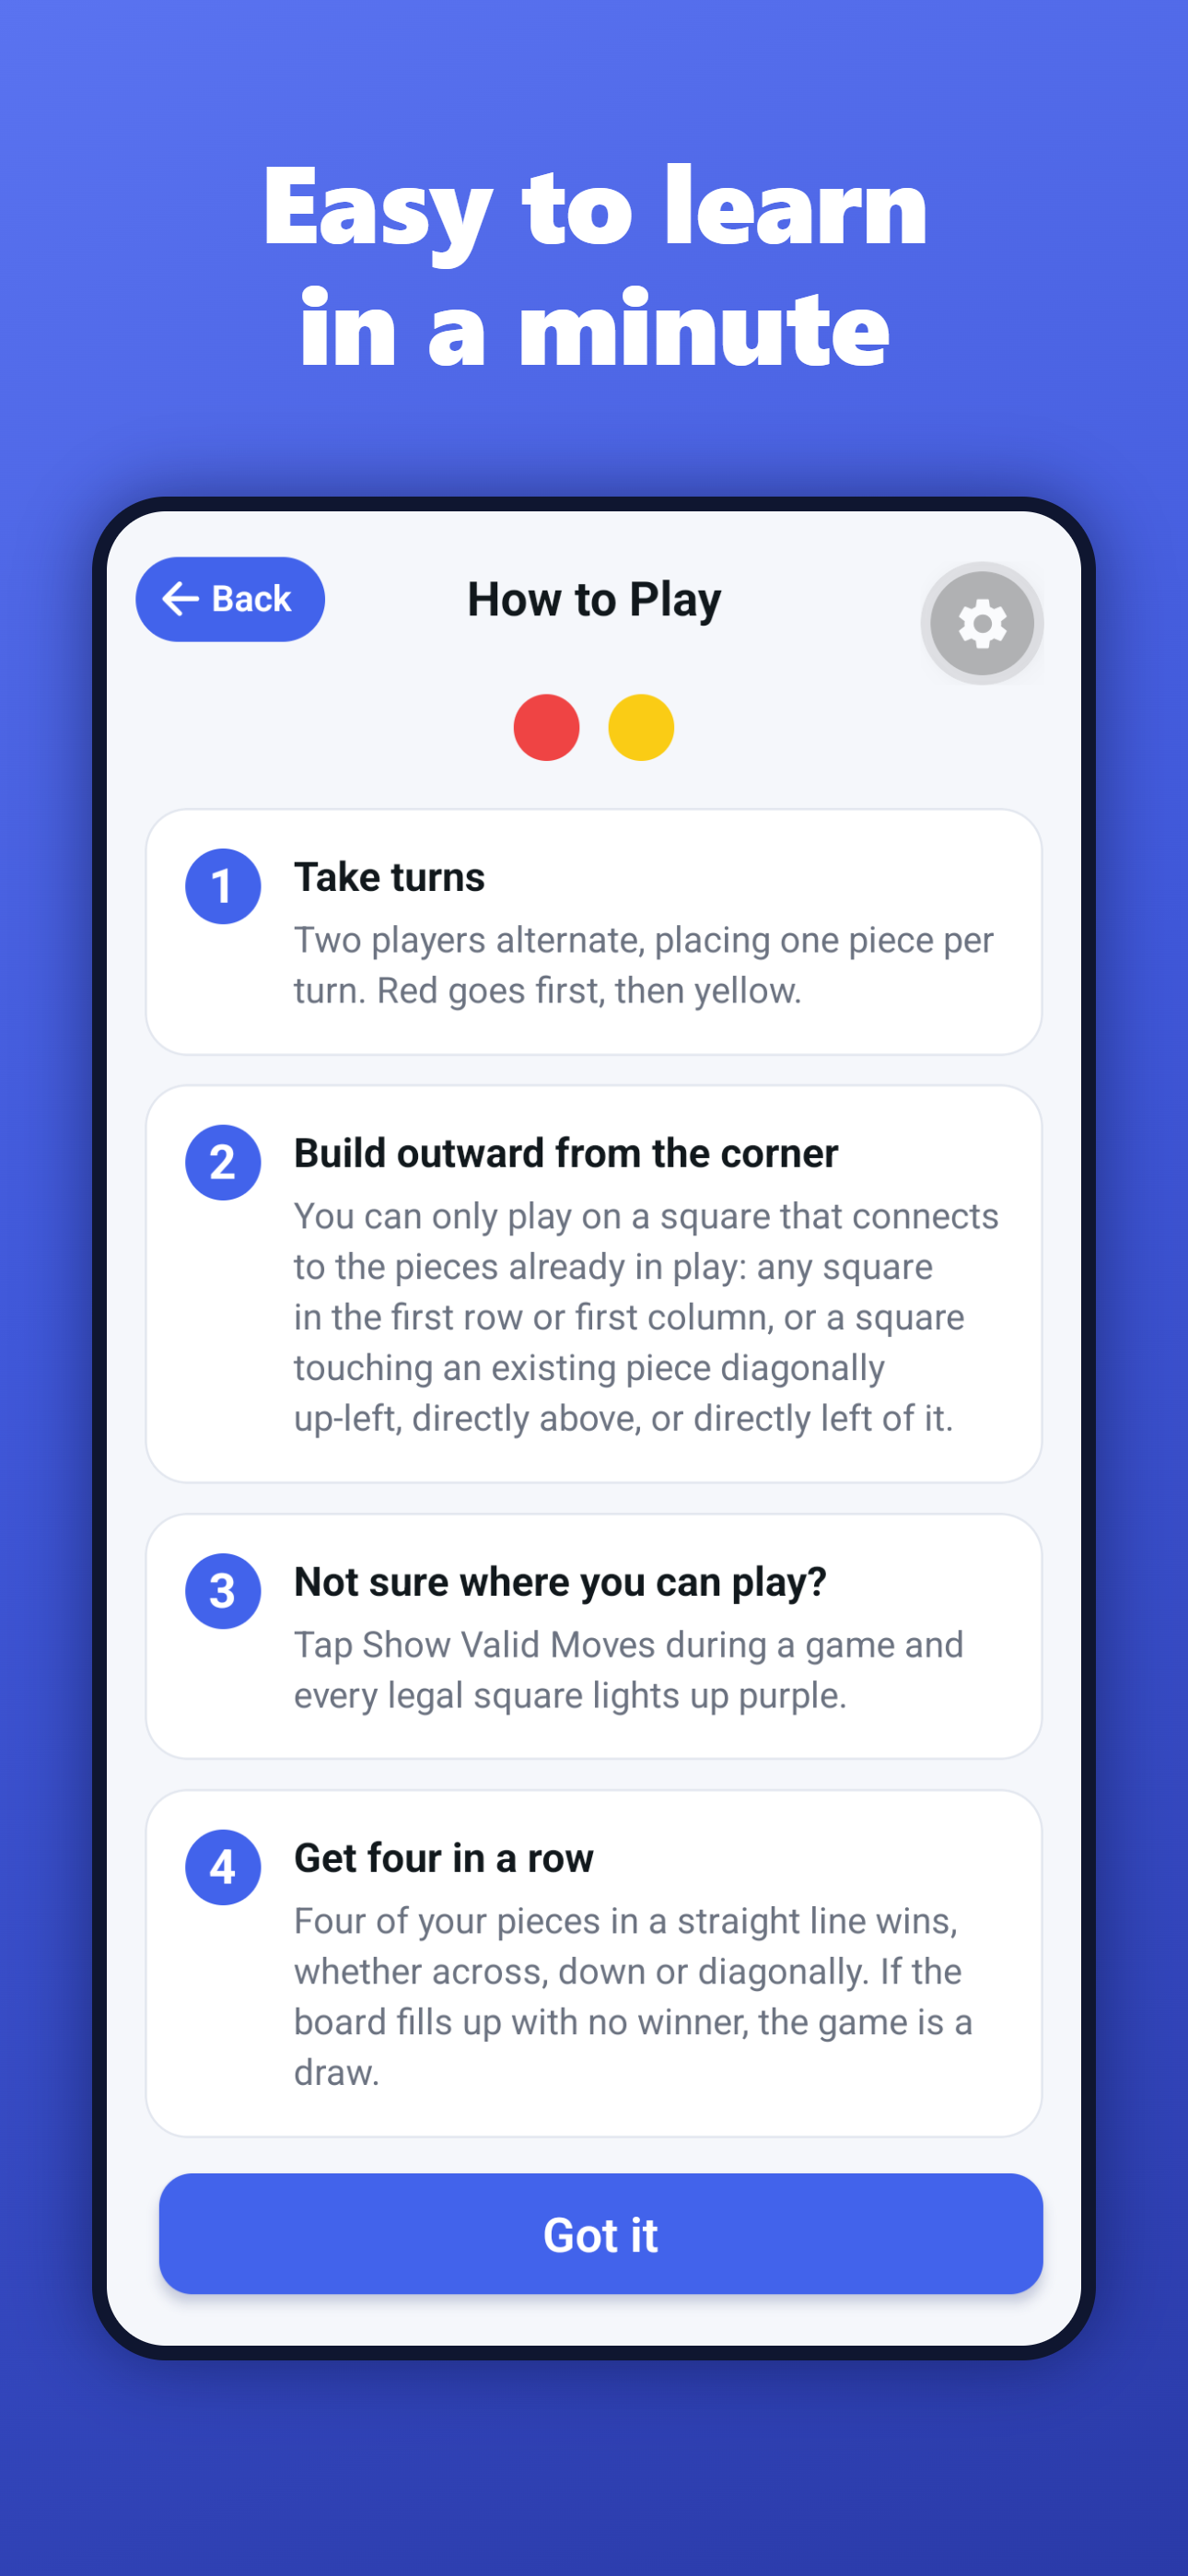 Easy to learn
in a minute
Back
How to Play
1
Take turns
Two players alternate, placing one piece per
turn. Red goes first, then yellow.
2
Build outward from the corner
You can only play on a square that connects
to the pieces already in play: any square
in the first row or first column, or a square
touching an existing piece diagonally
up-left, directly above, or directly left of it.
3
Not sure where you can play?
Tap Show Valid Moves during a game and
every legal square lights up purple.
4
Get four in a row
Four of your pieces in a straight line wins,
whether across, down or diagonally. If the
board fills up with no winner, the game is a
draw.
Got it